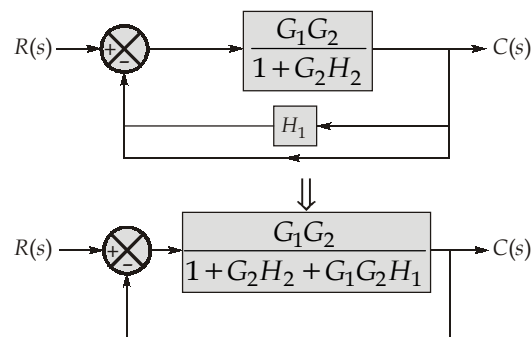 R(s) + − G₁G₂ C(s)
1 + G₂H₂
H₁
⇓
R(s) + − G₁G₂ C(s)
1 + G₂H₂ + G₁G₂H₁